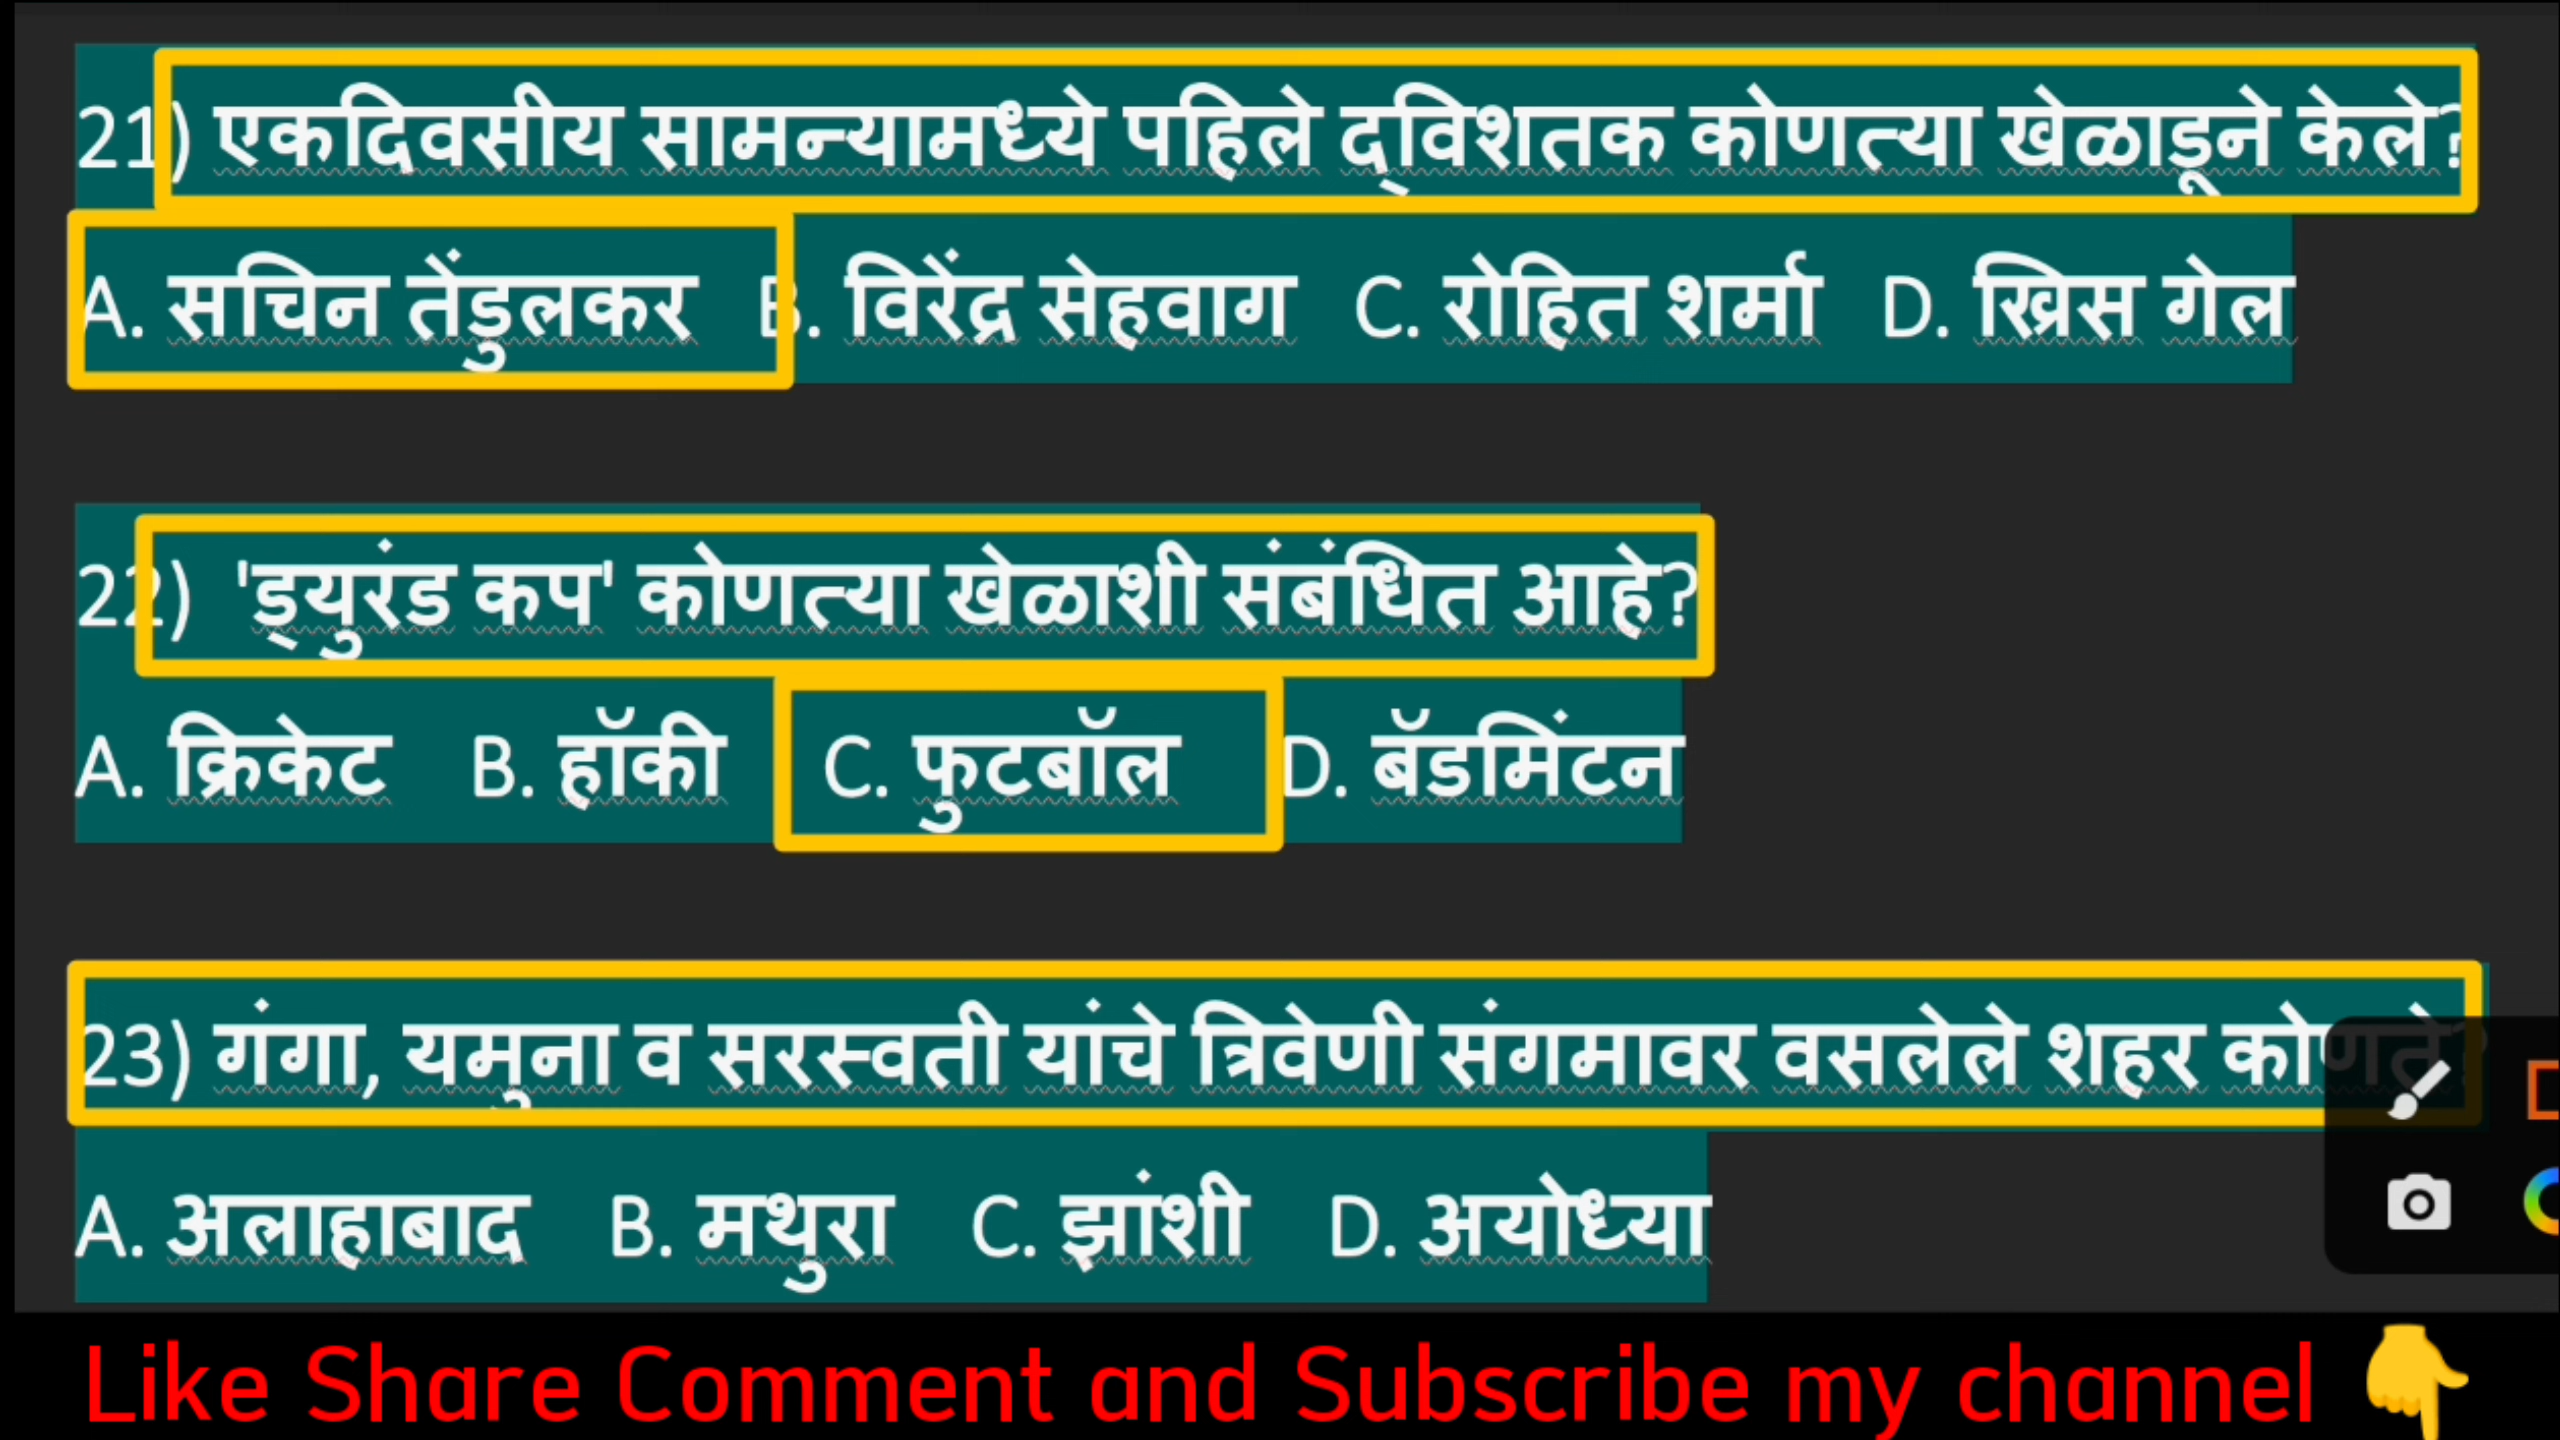 21) एकदिवसीय सामन्यामध्ये पहिले द्विशतक कोणत्या खेळाडूने केले?
A. सचिन तेंडुलकर B. विरेंद्र सेहवाग C. रोहित शर्मा D. ख्रिस गेल
22) 'ड्युरंड कप' कोणत्या खेळाशी संबंधित आहे?
A. क्रिकेट B. हॉकी C. फुटबॉल D. बॅडमिंटन
23) गंगा, यमुना व सरस्वती यांचे त्रिवेणी संगमावर वसलेले शहर कोणते?
A. अलाहाबाद B. मथुरा C. झांशी D. अयोध्या
Like Share Comment and Subscribe my channel 👇